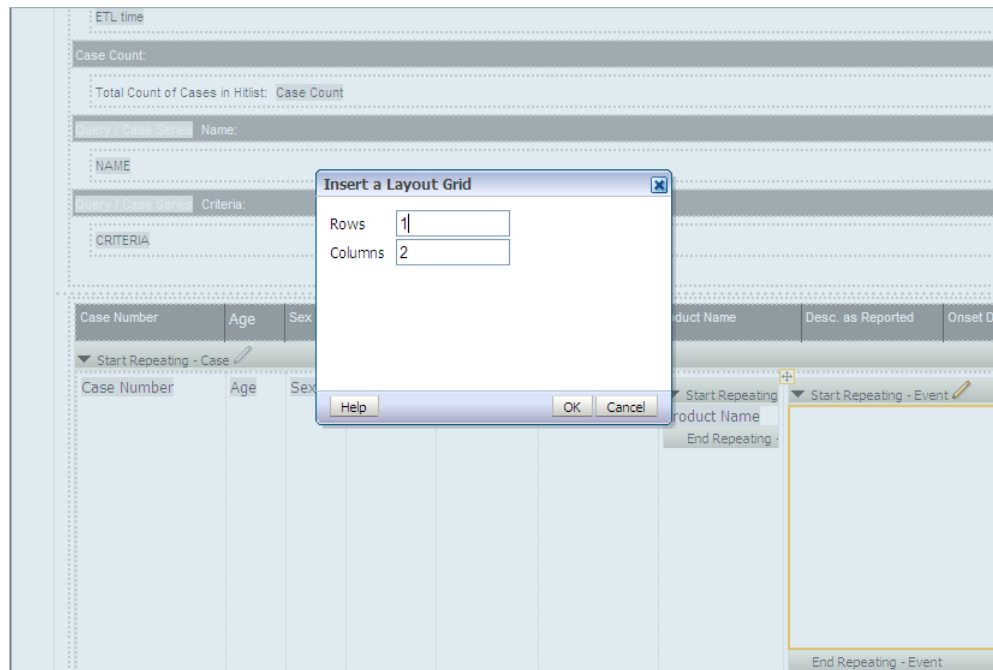 ETL time
Case Count:
Total Count of Cases in Hitlist: Case Count
Query / Case Series Name:
NAME
Query / Case Series Criteria:
CRITERIA
Insert a Layout Grid
Rows 1
Columns 2
Help OK Cancel
Case Number Age Sex oduct Name Desc. as Reported Onset D
Start Repeating - Case
Case Number Age Sex
Start Repeating Start Repeating - Event
roduct Name
End Repeating -
End Repeating - Event